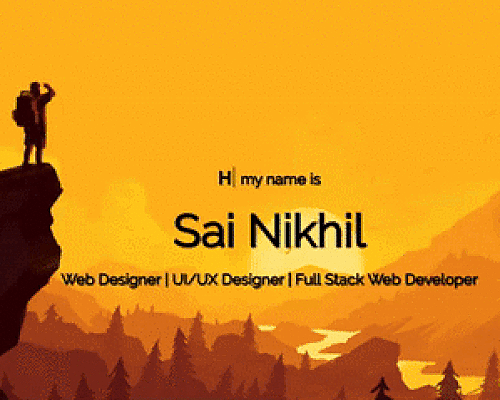 H| my name is
Sai Nikhil
Web Designer | UI/UX Designer | Full Stack Web Developer